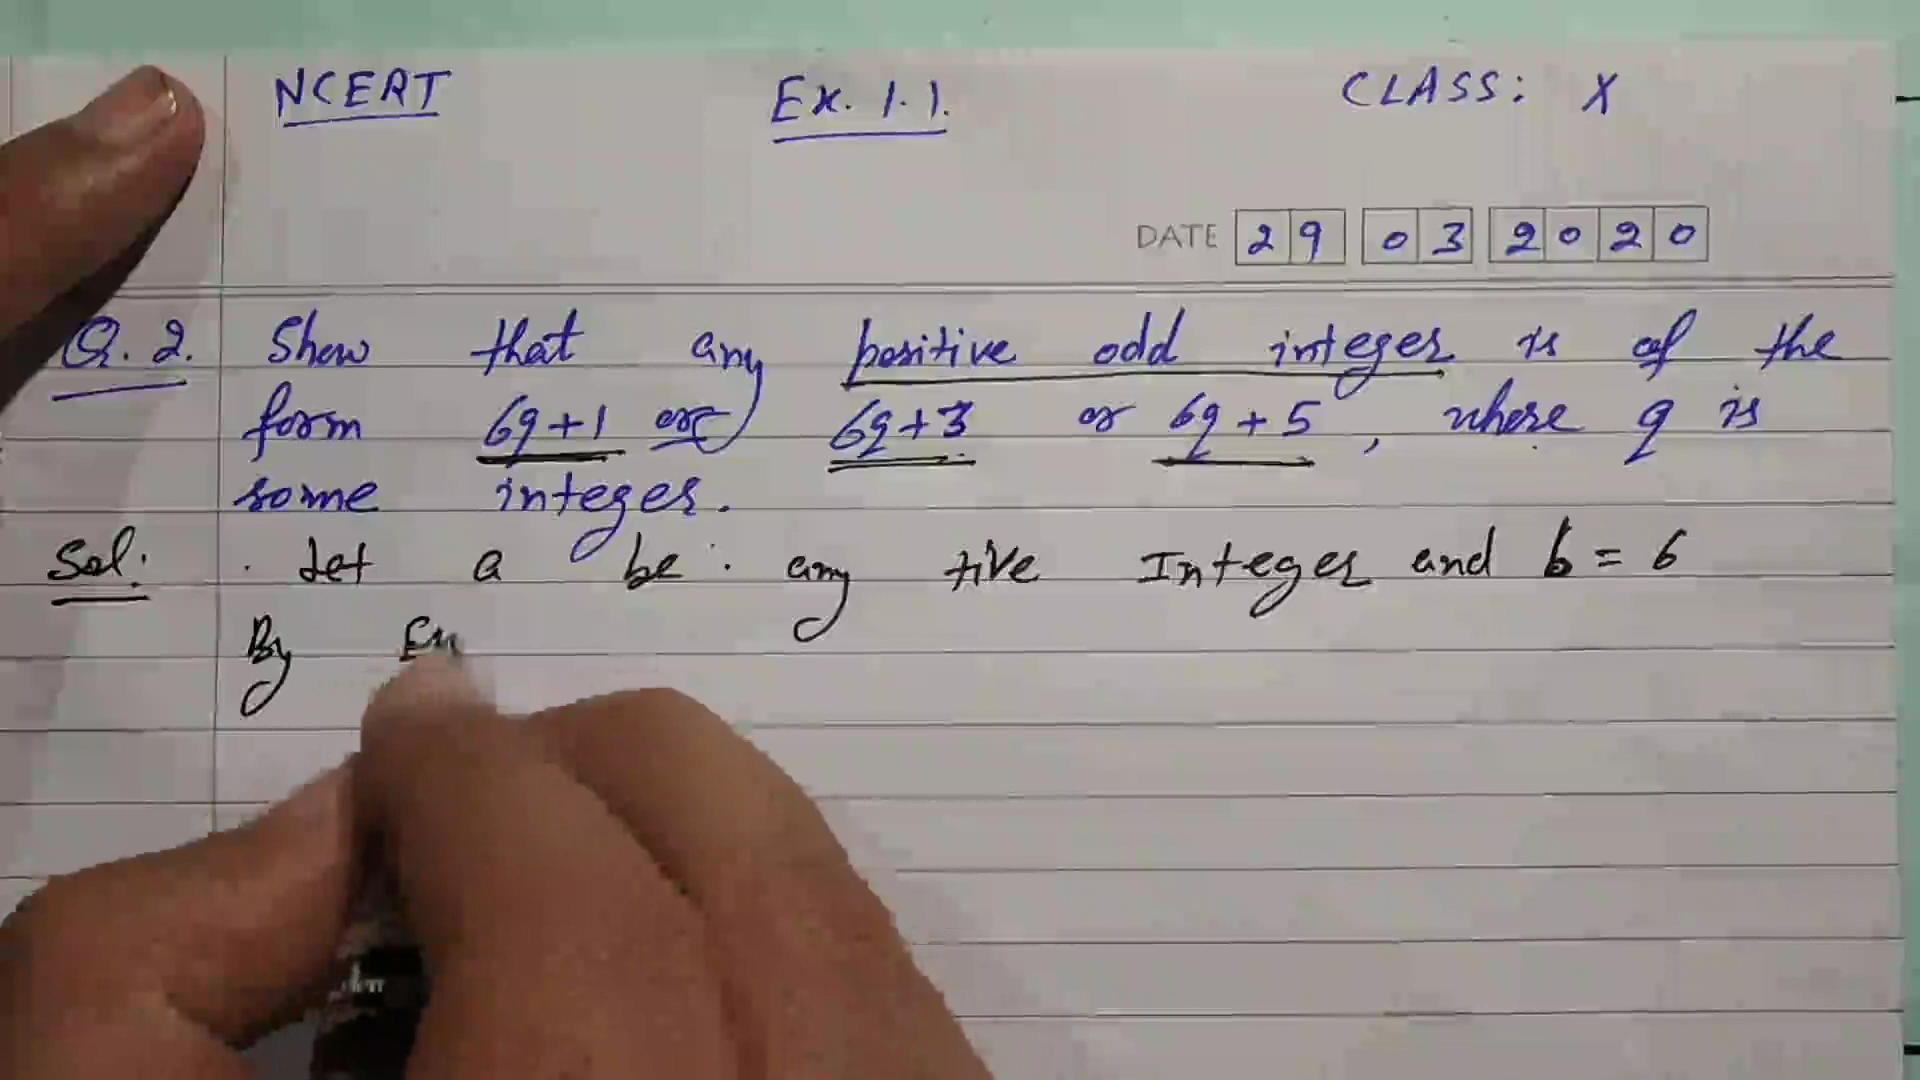 NCERT Ex. 1.1. CLASS: X
DATE 29 03 2020
Q. 2. Show that any positive odd integer is of the
form 6q+1 or 6q+3 or 6q+5, where q is
some integer.
Sol: Let a be any +ive Integer and b = 6
By Eu